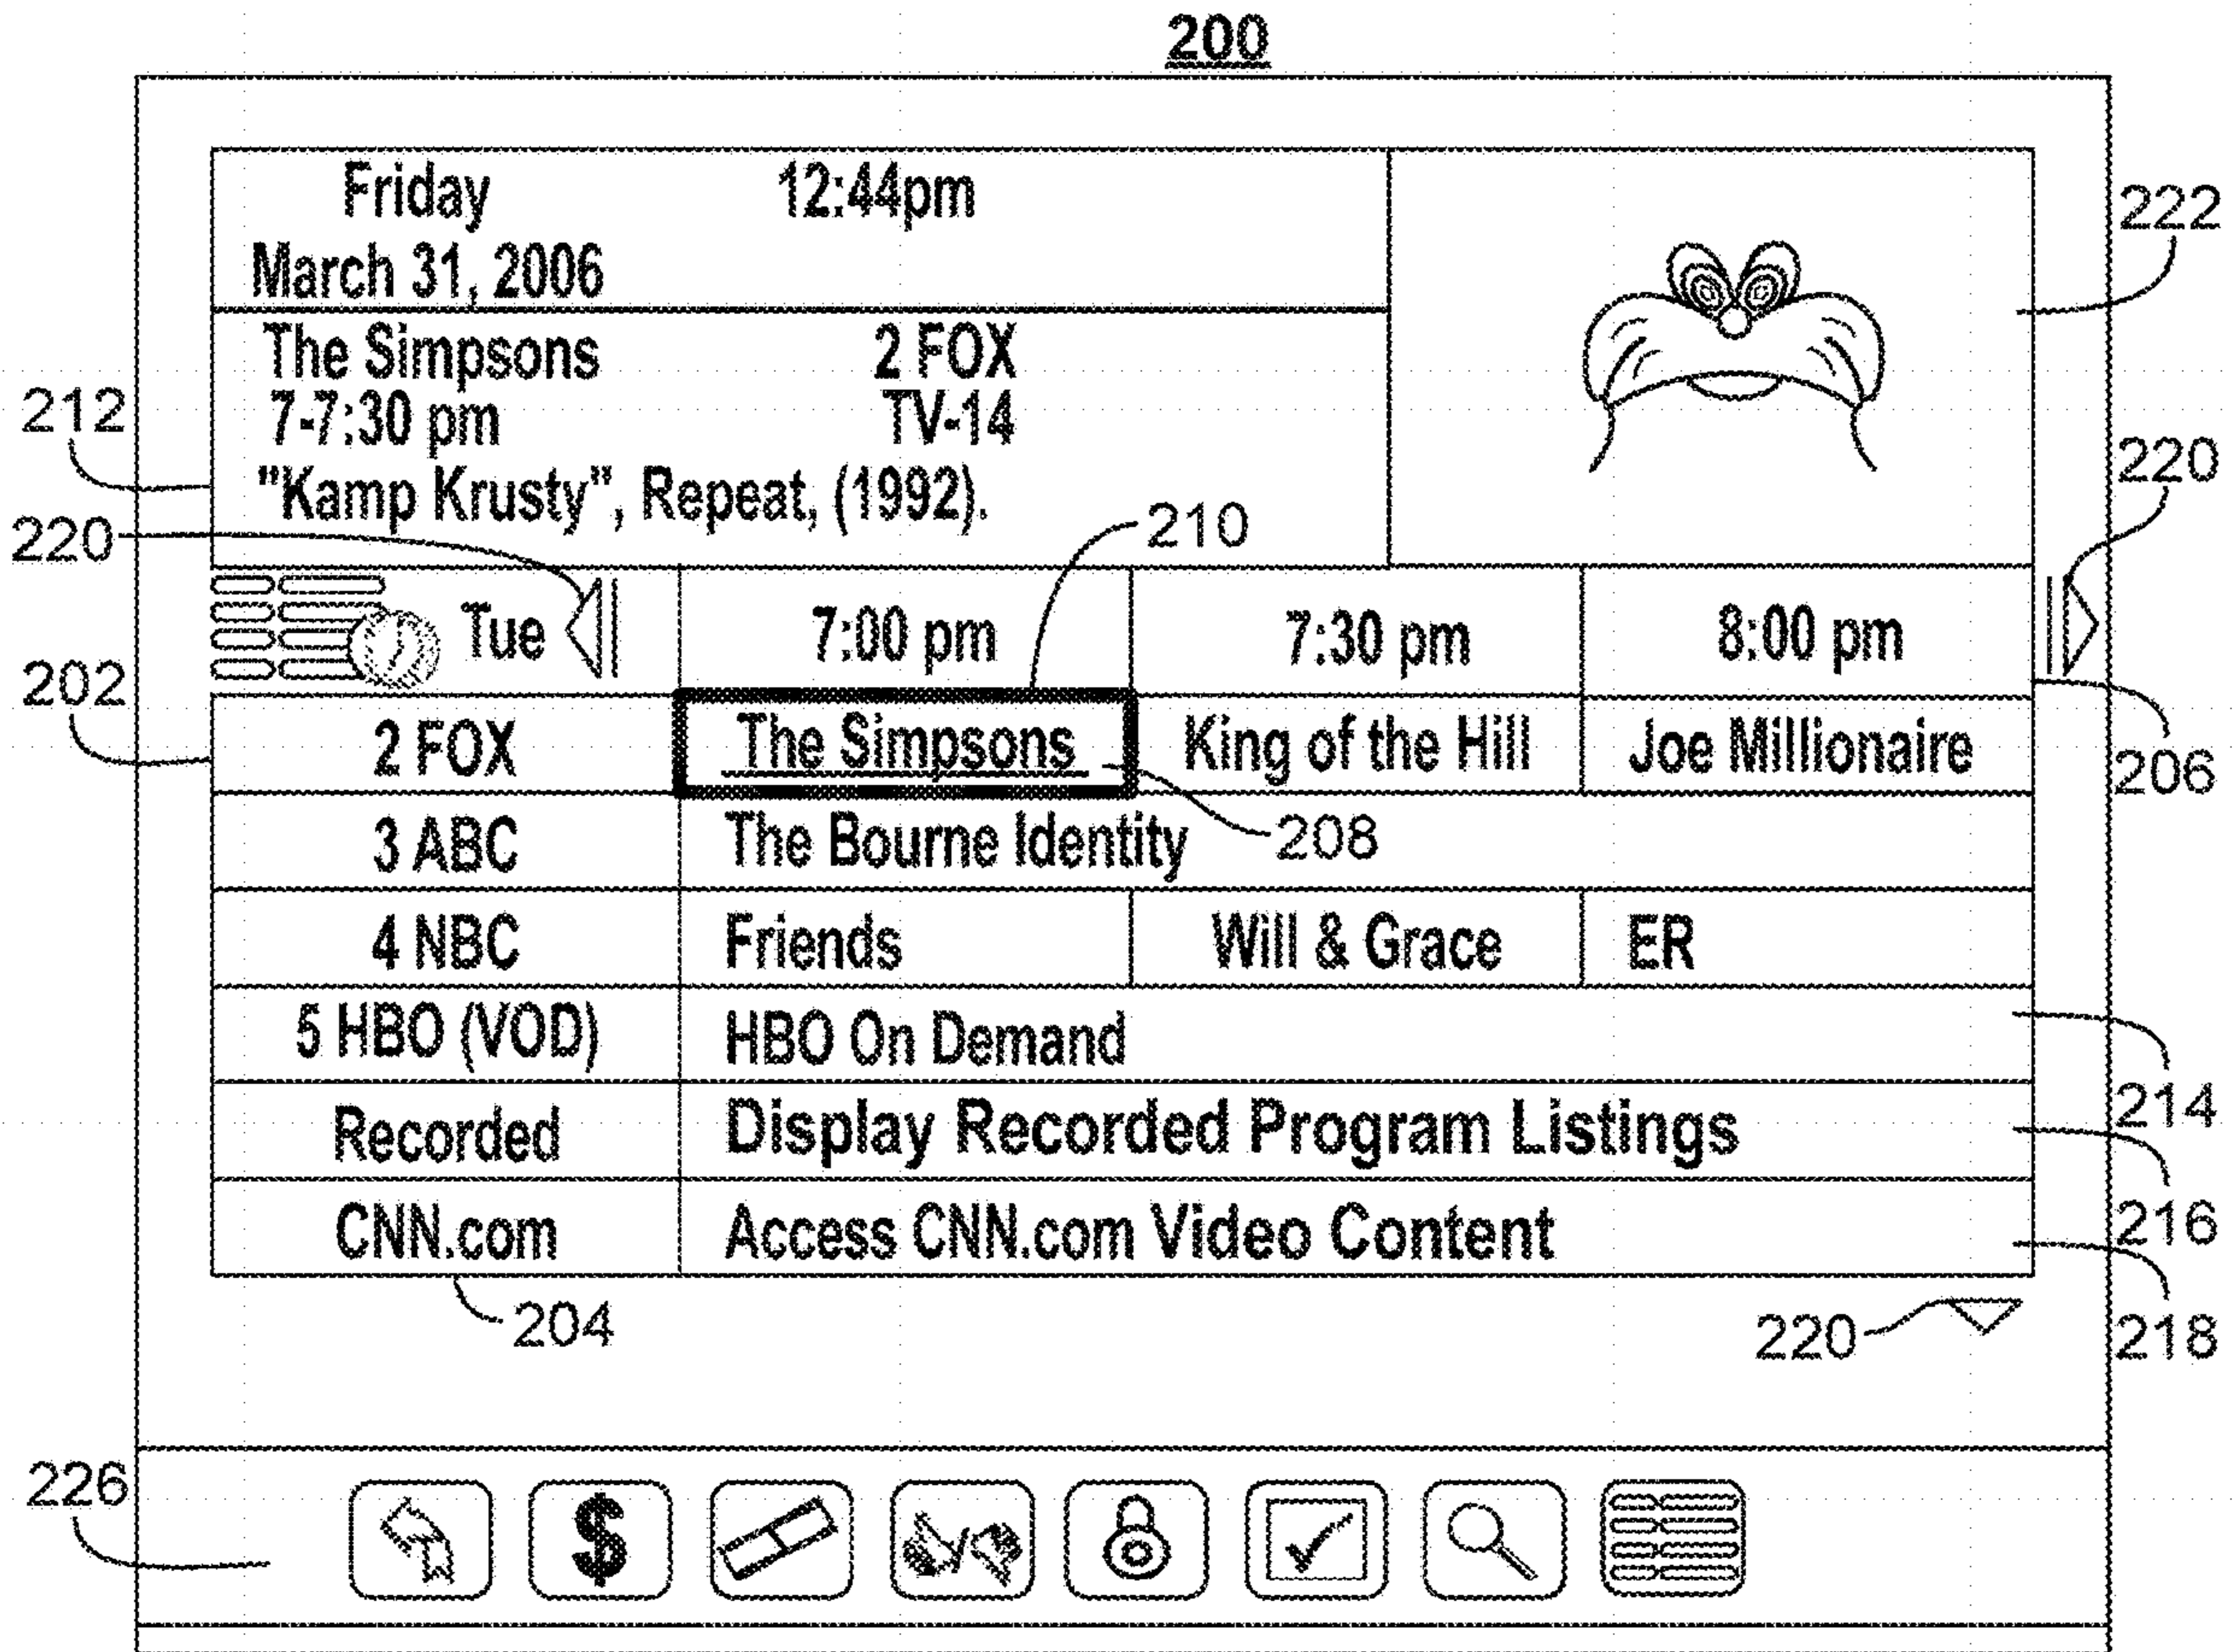 200
Friday 12:44pm
March 31, 2006
222
The Simpsons 2 FOX
212
7-7:30 pm TV-14
220
"Kamp Krusty", Repeat, (1992).
210
220
Tue 7:00 pm 7:30 pm 8:00 pm
202
2 FOX The Simpsons King of the Hill Joe Millionaire
206
3 ABC The Bourne Identity
208
4 NBC Friends Will & Grace ER
5 HBO (VOD) HBO On Demand
214
Recorded Display Recorded Program Listings
216
CNN.com Access CNN.com Video Content
204
220
218
226
$